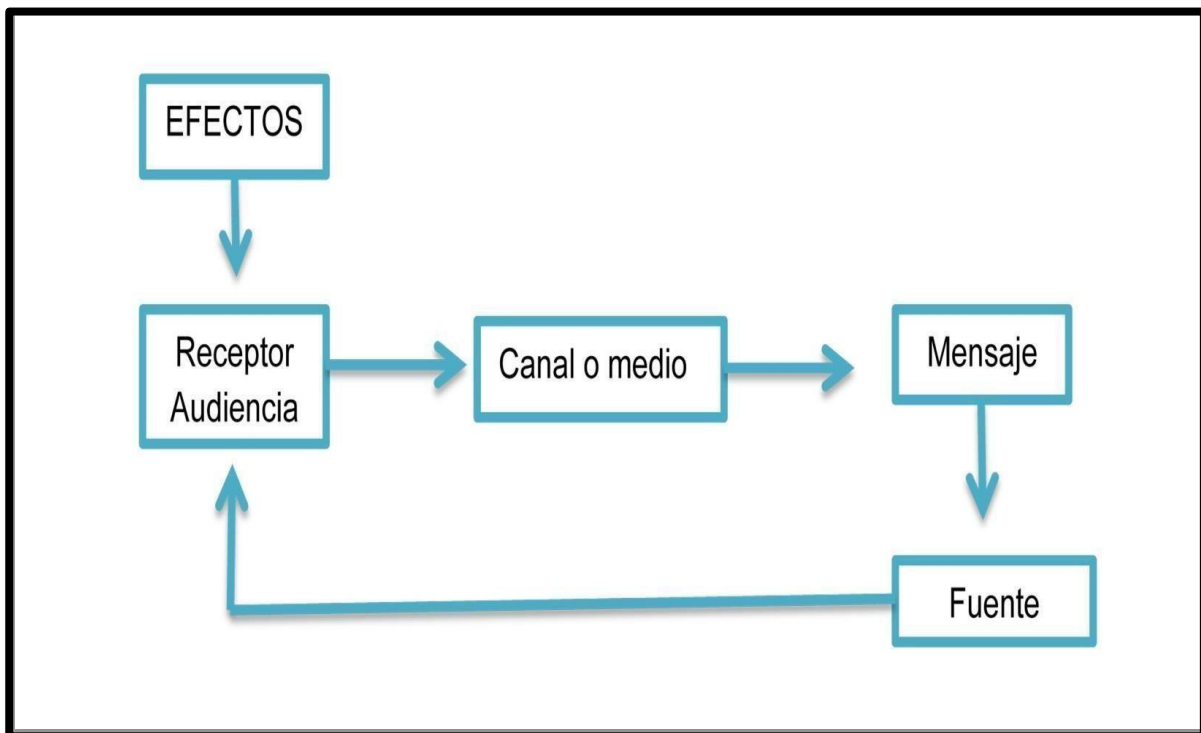 EFECTOS
Receptor
Audiencia
Canal o medio
Mensaje
Fuente